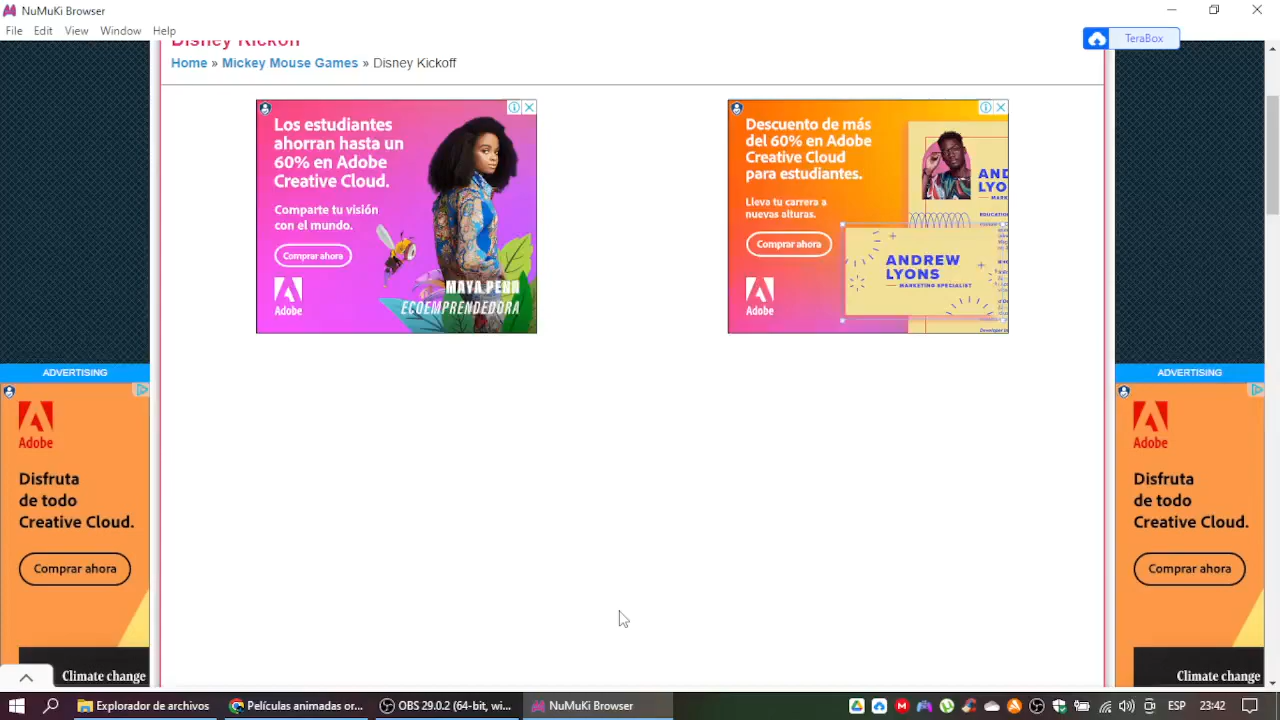 NuMuKi Browser
File Edit View Window Help
TeraBox
Disney Kickoff
Home » Mickey Mouse Games » Disney Kickoff
Los estudiantes
ahorran hasta un
60% en Adobe
Creative Cloud.
Comparte tu visión
con el mundo.
Comprar ahora
Adobe
MAYA PENN
ECOEMPRENDEDORA
Descuento de más
del 60% en Adobe
Creative Cloud
para estudiantes.
Lleva tu carrera a
nuevas alturas.
Comprar ahora
Adobe
AND
LYO
MARK
EDUCATION
ANDREW
LYONS
MARKETING SPECIALIST
ADVERTISING
Adobe
Disfruta
de todo
Creative Cloud.
Comprar ahora
Climate change
ADVERTISING
Adobe
Disfruta
de todo
Creative Cloud.
Comprar ahora
Climate change
Explorador de archivos
Películas animadas or...
OBS 29.0.2 (64-bit, wi...
NuMuKi Browser
ESP
23:42